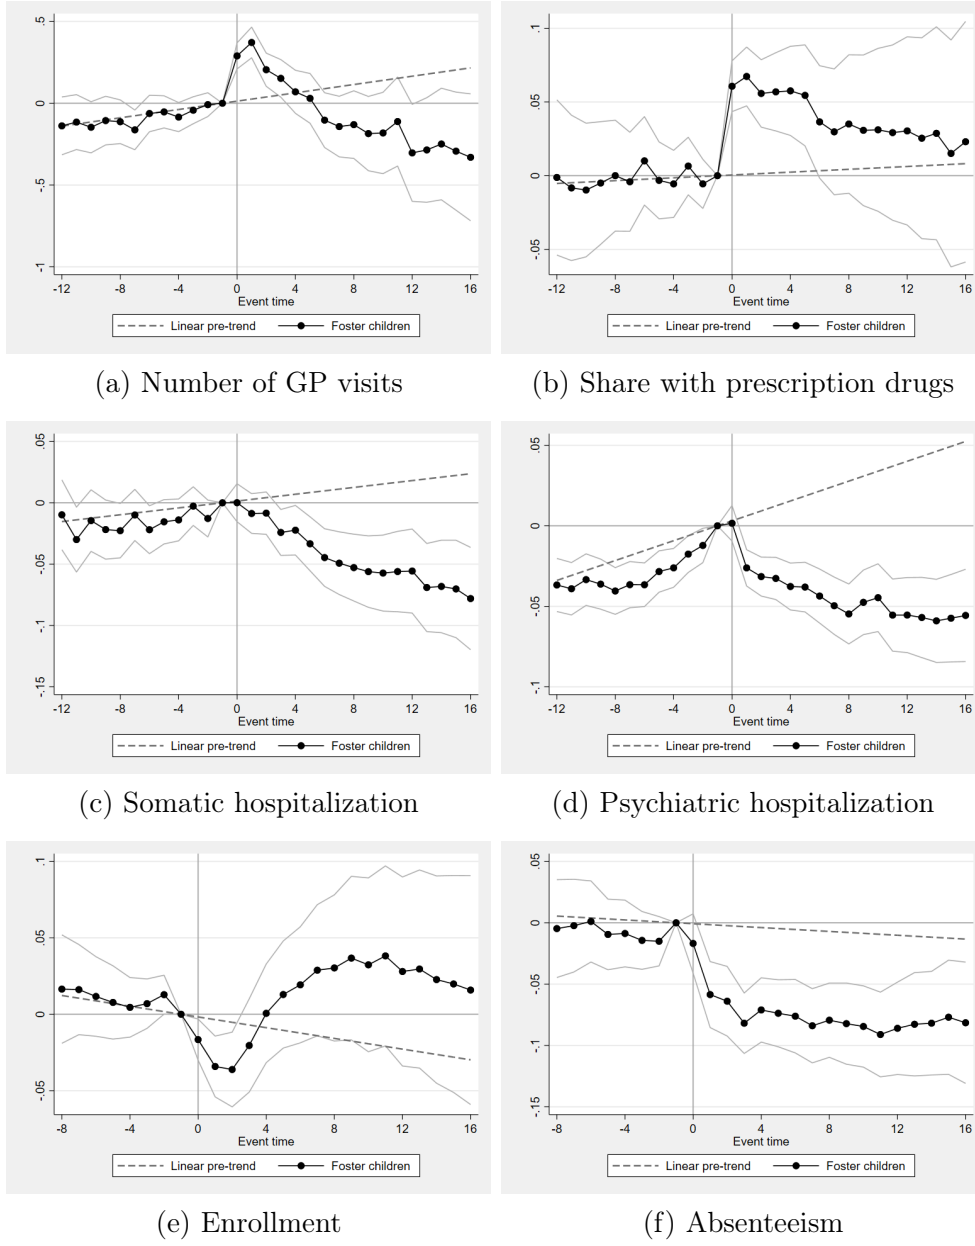 .5
0
-.5
-1
-12 -8 -4 0 4 8 12 16
Event time
Linear pre-trend Foster children
(a) Number of GP visits
.1
.05
0
-.05
-12 -8 -4 0 4 8 12 16
Event time
Linear pre-trend Foster children
(b) Share with prescription drugs
.05
0
-.05
-.1
-.15
-12 -8 -4 0 4 8 12 16
Event time
Linear pre-trend Foster children
(c) Somatic hospitalization
.05
0
-.05
-.1
-12 -8 -4 0 4 8 12 16
Event time
Linear pre-trend Foster children
(d) Psychiatric hospitalization
.1
.05
0
-.05
-8 -4 0 4 8 12 16
Event time
Linear pre-trend Foster children
(e) Enrollment
.05
0
-.05
-.1
-.15
-8 -4 0 4 8 12 16
Event time
Linear pre-trend Foster children
(f) Absenteeism